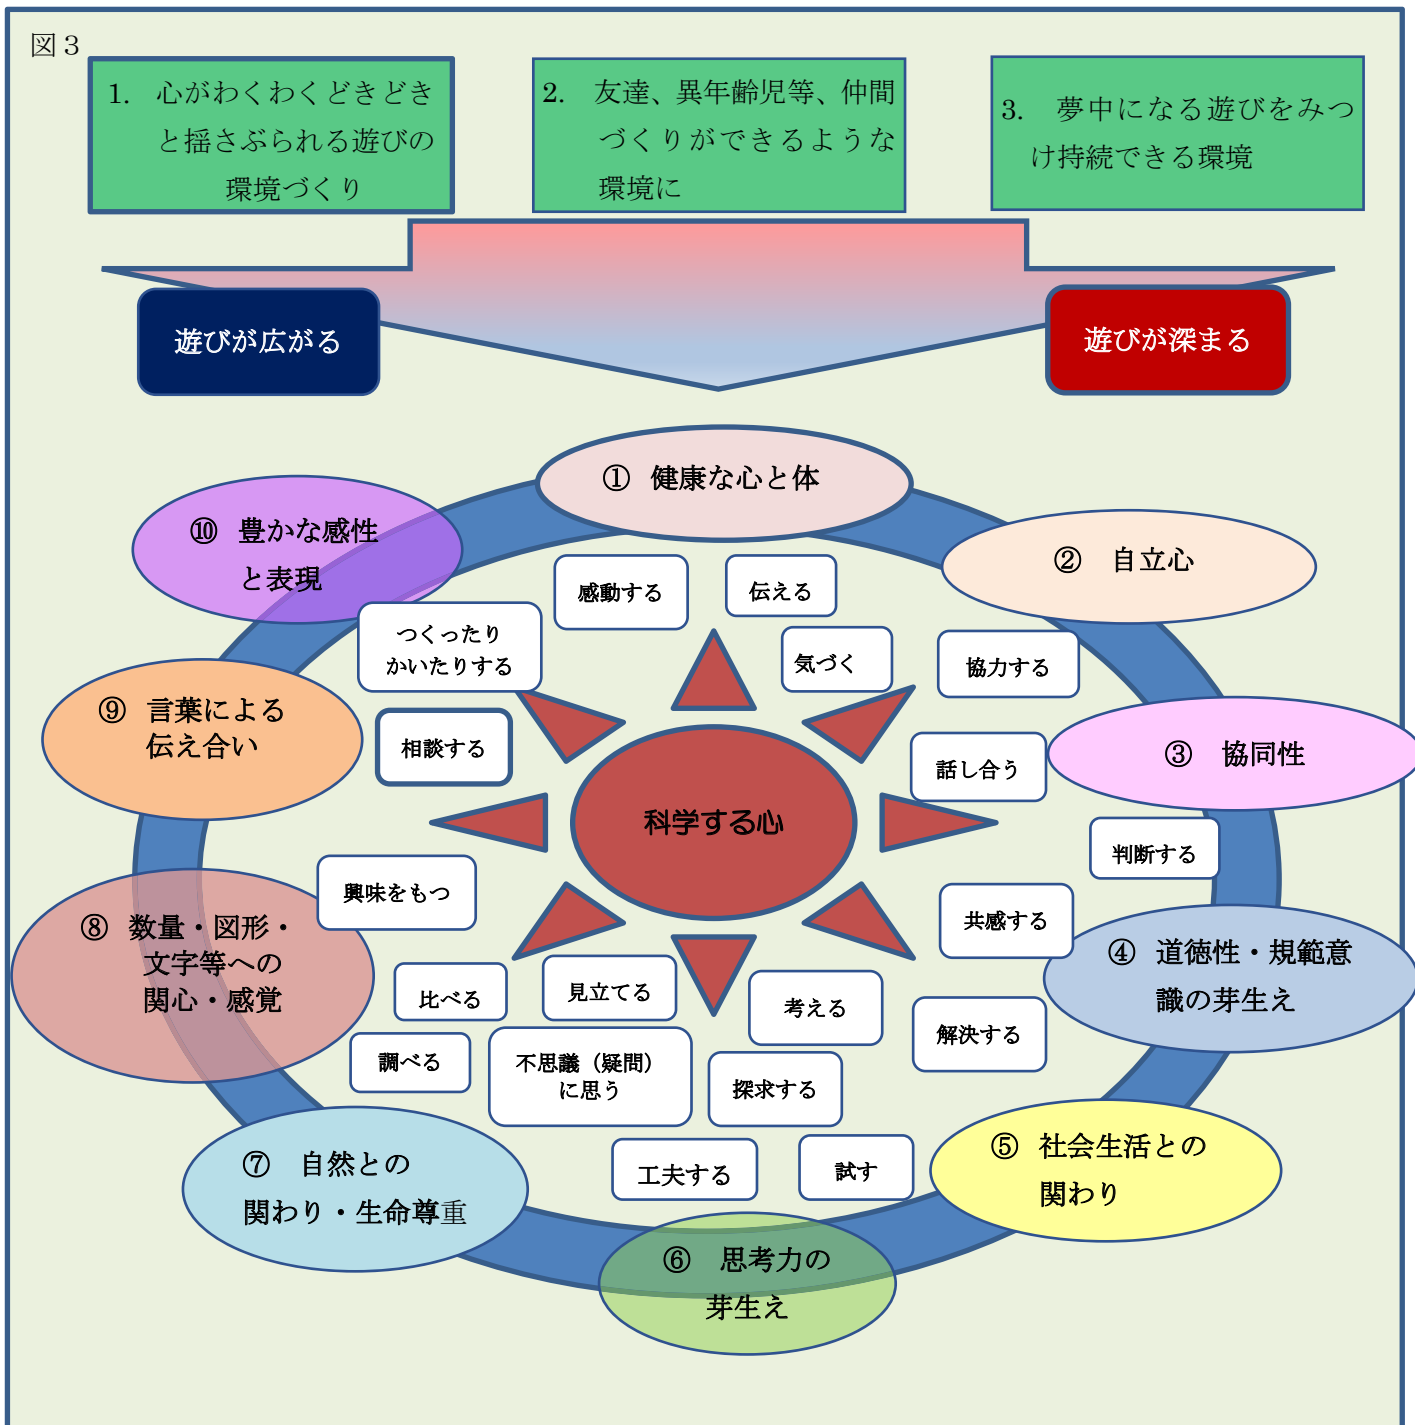 図３
1. 心がわくわくどきどき
と揺さぶられる遊びの
環境づくり
2. 友達、異年齢児等、仲間
づくりができるような
環境に
3. 夢中になる遊びをみつ
け持続できる環境
遊びが広がる
遊びが深まる
① 健康な心と体
② 自立心
③ 協同性
④ 道徳性・規範意
識の芽生え
⑤ 社会生活との
関わり
⑥ 思考力の
芽生え
⑦ 自然との
関わり・生命尊重
⑧ 数量・図形・
文字等への
関心・感覚
⑨ 言葉による
伝え合い
⑩ 豊かな感性
と表現
感動する
伝える
つくったり
かいたりする
気づく
協力する
相談する
話し合う
科学する心
判断する
興味をもつ
共感する
比べる
見立てる
考える
解決する
調べる
不思議（疑問）
に思う
探求する
工夫する
試す